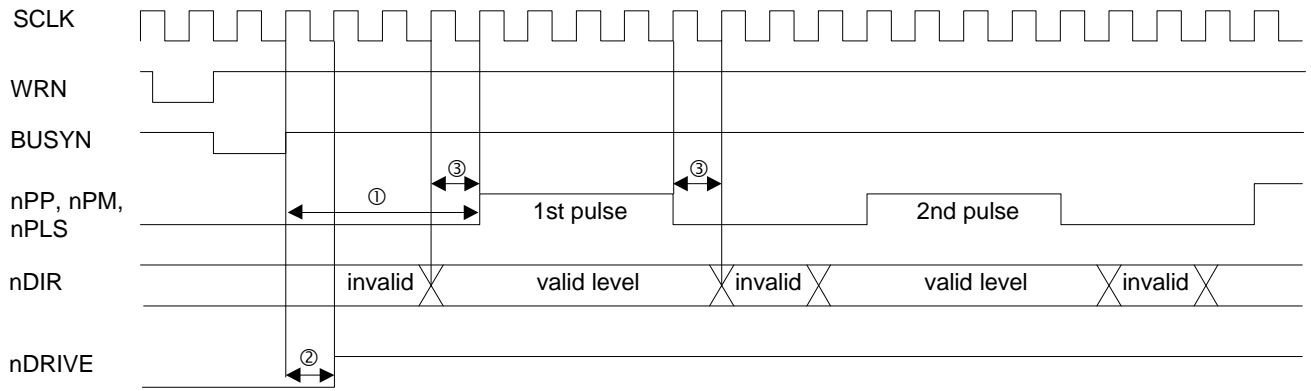 SCLK
WRN
BUSYN
③ ③
①
nPP, nPM,
nPLS
1st pulse 2nd pulse
nDIR invalid valid level invalid valid level invalid
②
nDRIVE